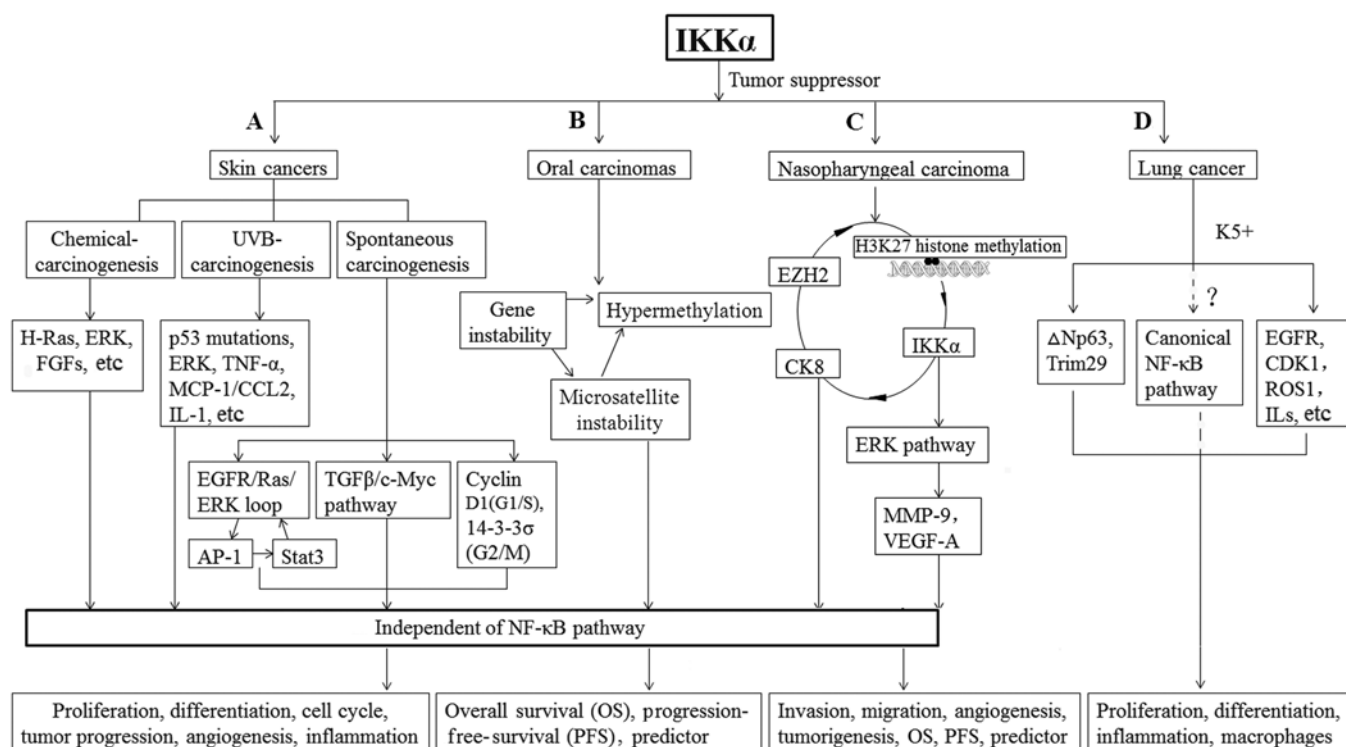 IKKα
Tumor suppressor
A
B
C
D
Skin cancers
Oral carcinomas
Nasopharyngeal carcinoma
Lung cancer
Chemical-
carcinogenesis
UVB-
carcinogenesis
Spontaneous
carcinogenesis
H-Ras, ERK,
FGFs, etc
p53 mutations,
ERK, TNF-α,
MCP-1/CCL2,
IL-1, etc
EGFR/Ras/
ERK loop
AP-1
Stat3
TGFβ/c-Myc
pathway
Cyclin
D1(G1/S),
14-3-3σ
(G2/M)
Gene
instability
Hypermethylation
Microsatellite
instability
H3K27 histone methylation
EZH2
IKKα
CK8
ERK pathway
MMP-9,
VEGF-A
K5+
?
△Np63,
Trim29
Canonical
NF-κB
pathway
EGFR,
CDK1,
ROS1,
ILs, etc
Independent of NF-κB pathway
Proliferation, differentiation, cell cycle,
tumor progression, angiogenesis, inflammation
Overall survival (OS), progression-
free-survival (PFS), predictor
Invasion, migration, angiogenesis,
tumorigenesis, OS, PFS, predictor
Proliferation, differentiation,
inflammation, macrophages